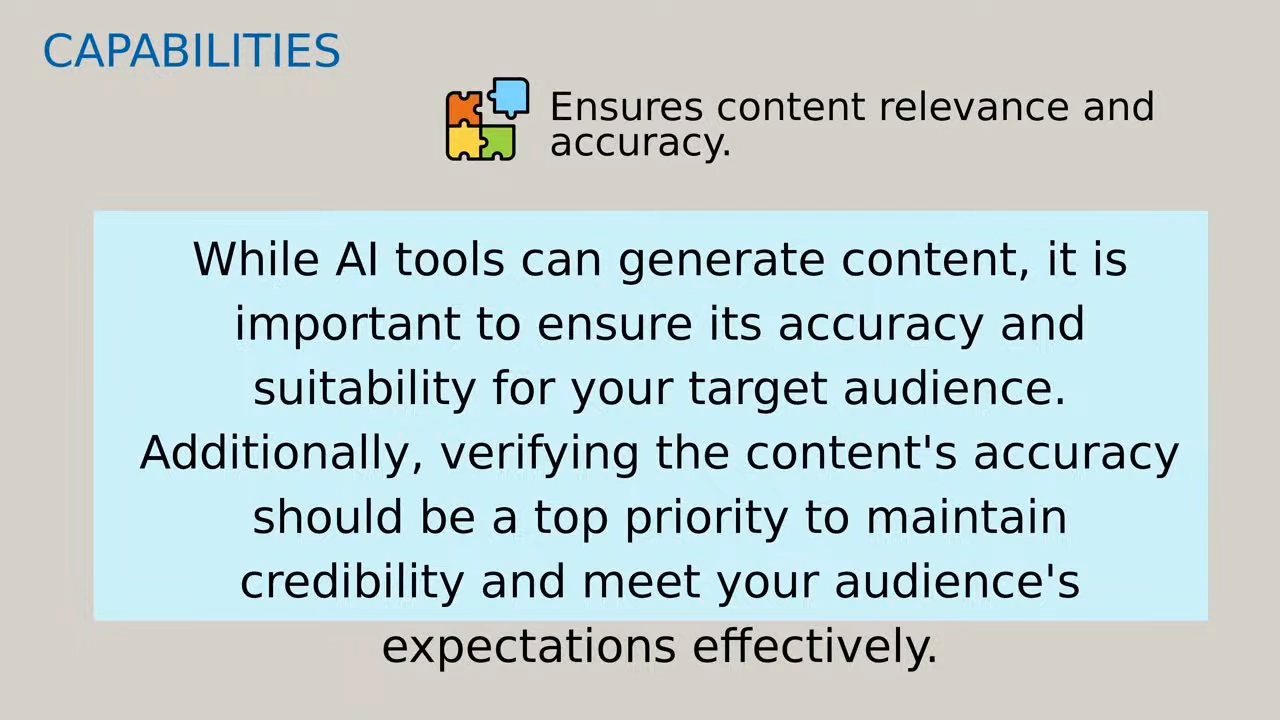 CAPABILITIES
Ensures content relevance and
accuracy.
While AI tools can generate content, it is
important to ensure its accuracy and
suitability for your target audience.
Additionally, verifying the content's accuracy
should be a top priority to maintain
credibility and meet your audience's
expectations effectively.